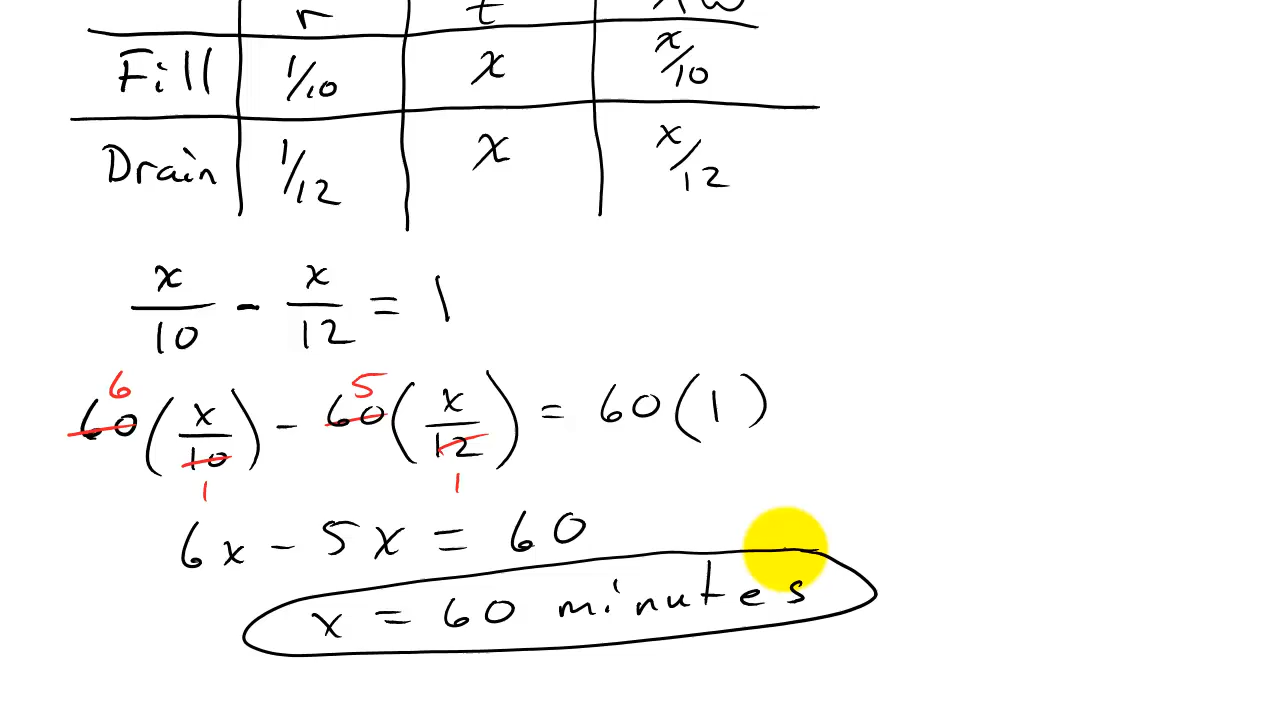 r t
Fill 1/10 x x/10
Drain 1/12 x x/12
x/10 - x/12 = 1
6 5
60(x/10) - 60(x/12) = 60(1)
1 1
6x - 5x = 60
x = 60 minutes